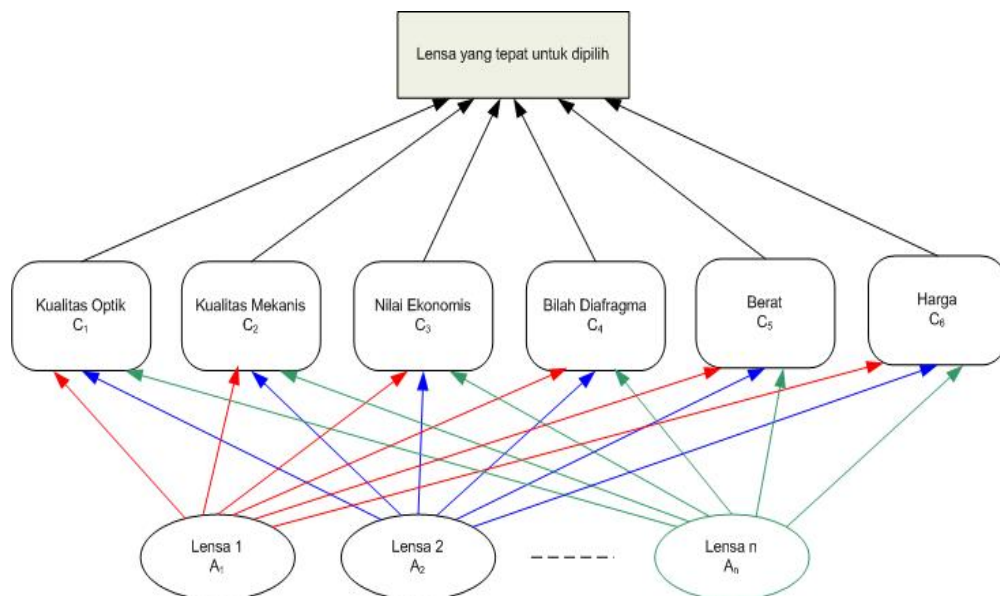 Lensa yang tepat untuk dipilih
Kualitas Optik
C₁
Kualitas Mekanis
C₂
Nilai Ekonomis
C₃
Bilah Diafragma
C₄
Berat
C₅
Harga
C₆
Lensa 1
A₁
Lensa 2
A₂
Lensa n
Aₙ